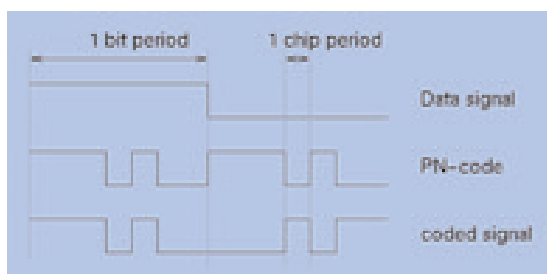 1 bit period 1 chip period
Data signal
PN-code
coded signal